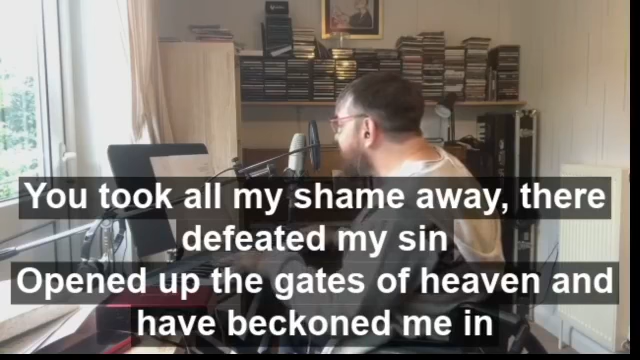 You took all my shame away, there
defeated my sin
Opened up the gates of heaven and
have beckoned me in